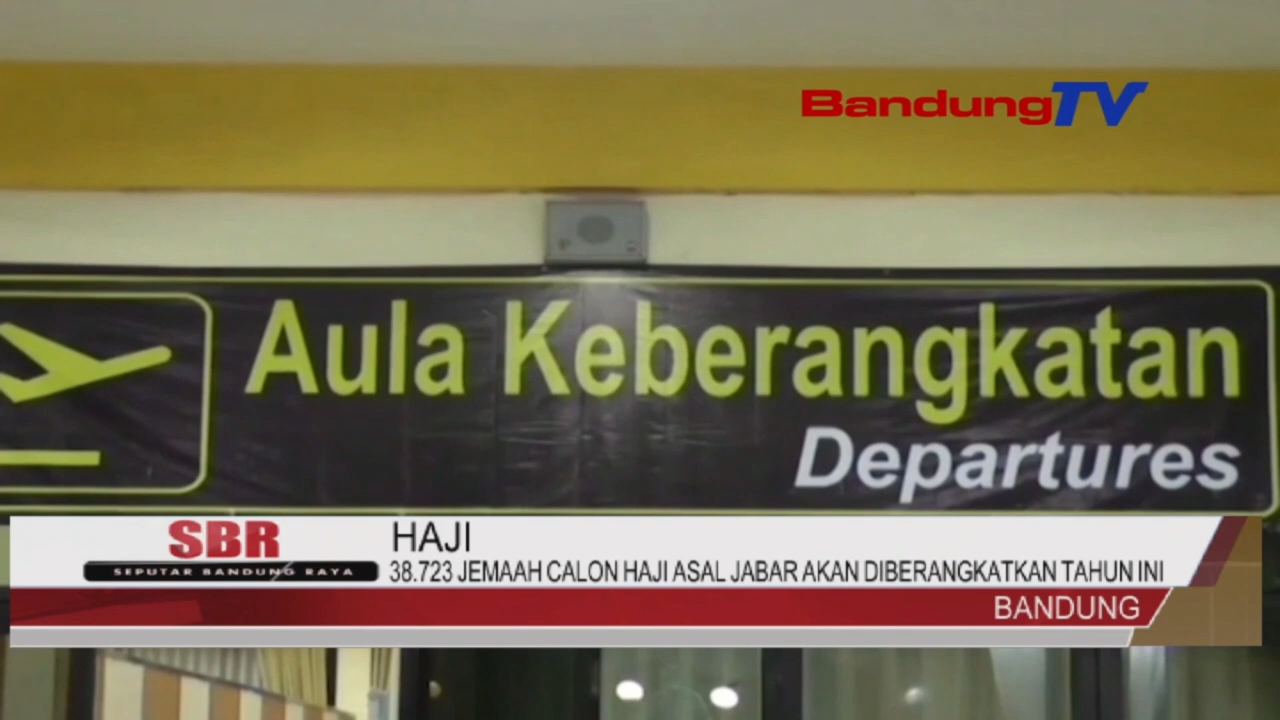 BandungTV
Aula Keberangkatan
Departures
SBR
SEPUTAR BANDUNG RAYA
HAJI
38.723 JEMAAH CALON HAJI ASAL JABAR AKAN DIBERANGKATKAN TAHUN INI
BANDUNG